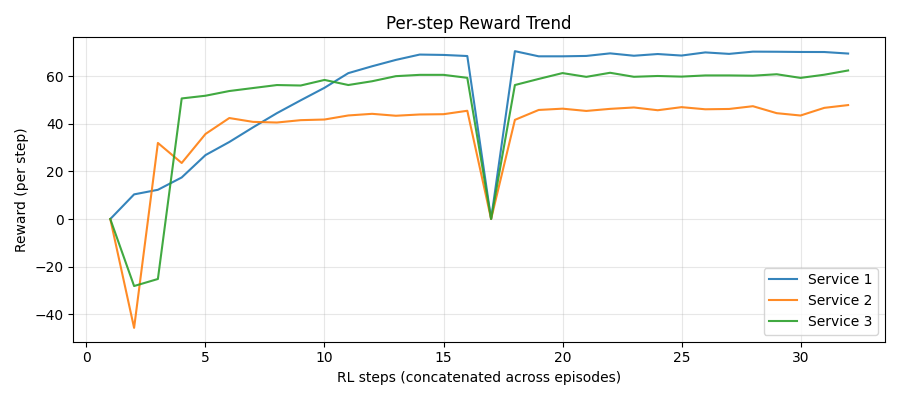 Per-step Reward Trend
Reward (per step)
60
40
20
0
−20
−40
0 5 10 15 20 25 30
RL steps (concatenated across episodes)
Service 1
Service 2
Service 3